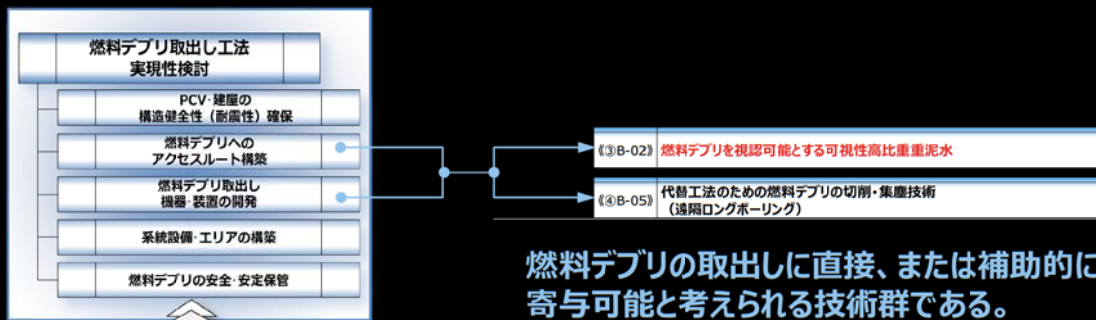 燃料デブリ取出し工法
実現性検討
PCV・建屋の
構造健全性（耐震性）確保
燃料デブリへの
アクセスルート構築
燃料デブリ取出し
機器・装置の開発
系統設備・エリアの構築
燃料デブリの安全・安定保管
《③B-02》 燃料デブリを視認可能とする可視性高比重重泥水
《④B-05》 代替工法のための燃料デブリの切削・集塵技術
（遠隔ロングボーリング）
燃料デブリの取出しに直接、または補助的に
寄与可能と考えられる技術群である。